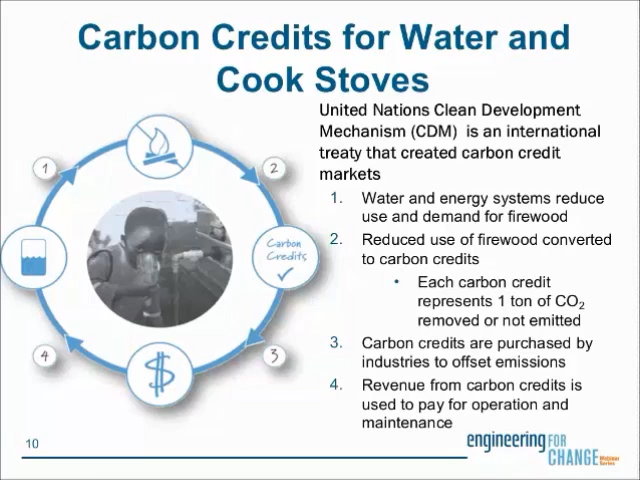 Carbon Credits for Water and
Cook Stoves
United Nations Clean Development
Mechanism (CDM) is an international
treaty that created carbon credit
markets
1. Water and energy systems reduce
use and demand for firewood
2. Reduced use of firewood converted
to carbon credits
• Each carbon credit
represents 1 ton of CO₂
removed or not emitted
3. Carbon credits are purchased by
industries to offset emissions
4. Revenue from carbon credits is
used to pay for operation and
maintenance
1
2
Carbon
Credits
✓
3
$
4
10
engineering FOR
CHANGE Webinar
Series